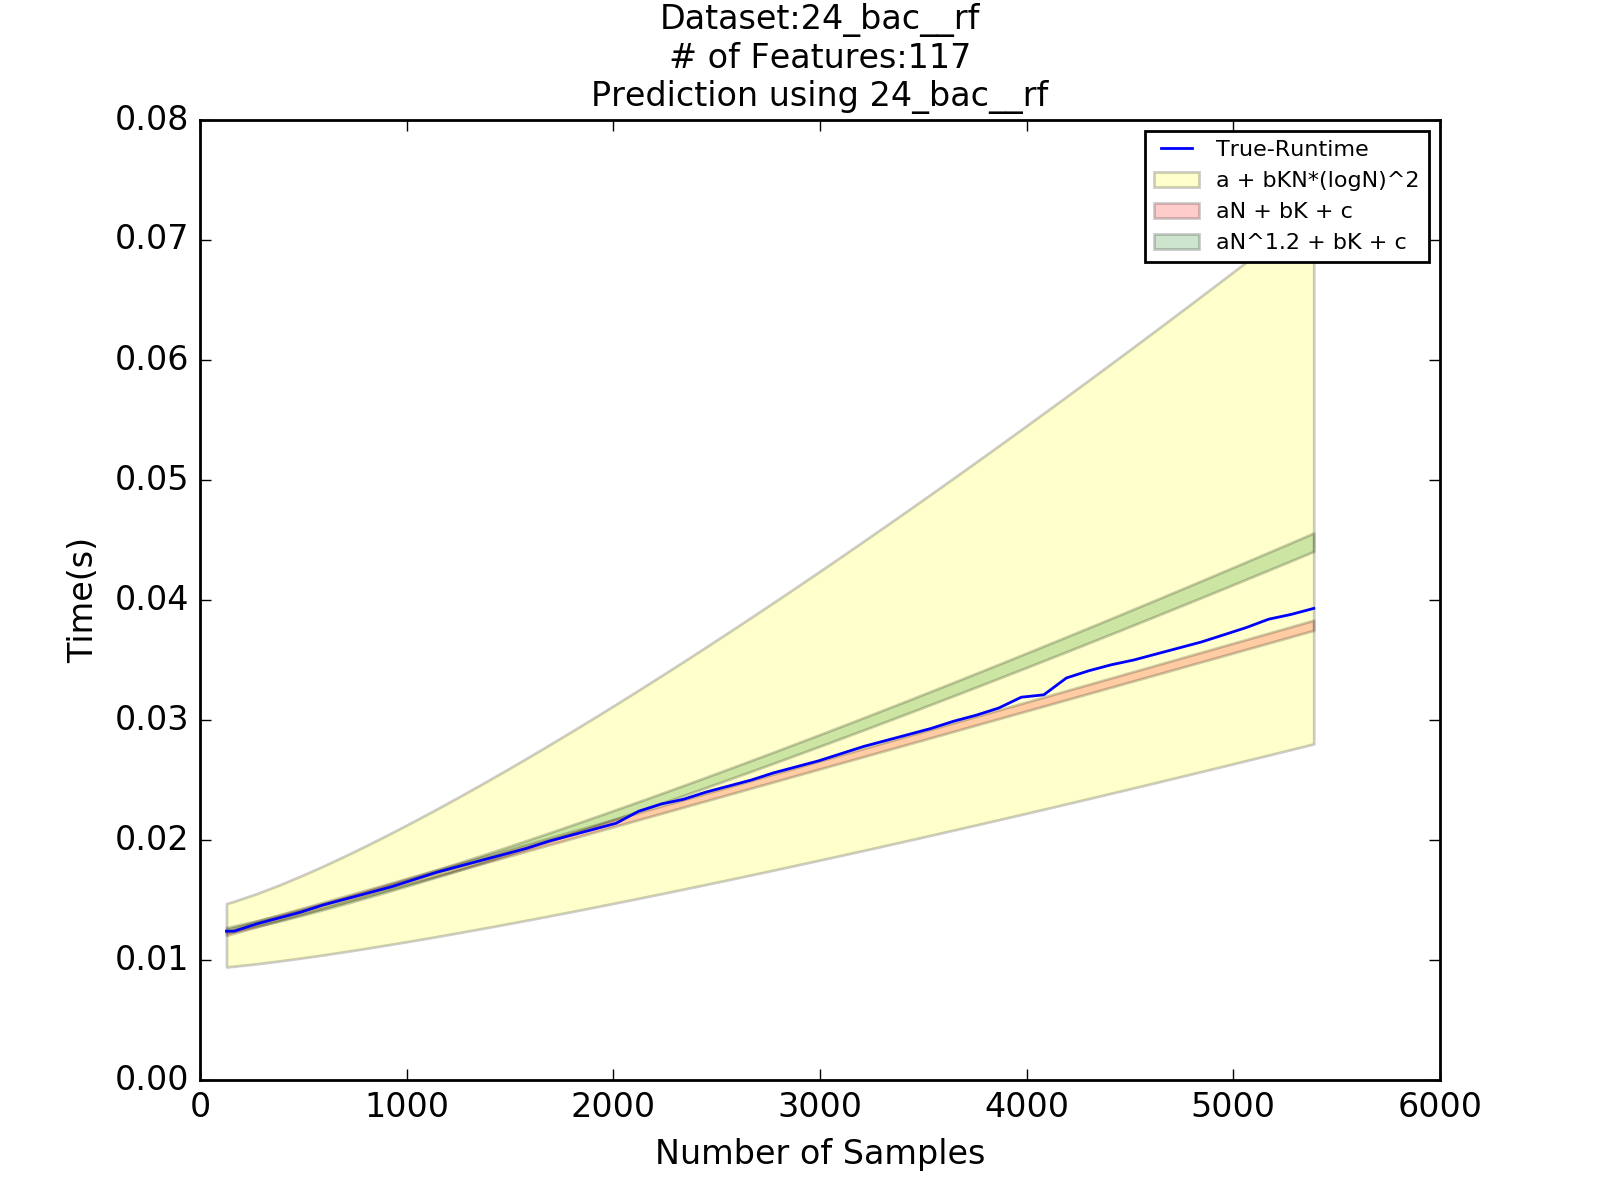 Dataset:24_bac__rf
# of Features:117
Prediction using 24_bac__rf
0.08
0.07
0.06
0.05
0.04
0.03
0.02
0.01
0.00
Time(s)
True-Runtime
a + bKN*(logN)^2
aN + bK + c
aN^1.2 + bK + c
0 1000 2000 3000 4000 5000 6000
Number of Samples